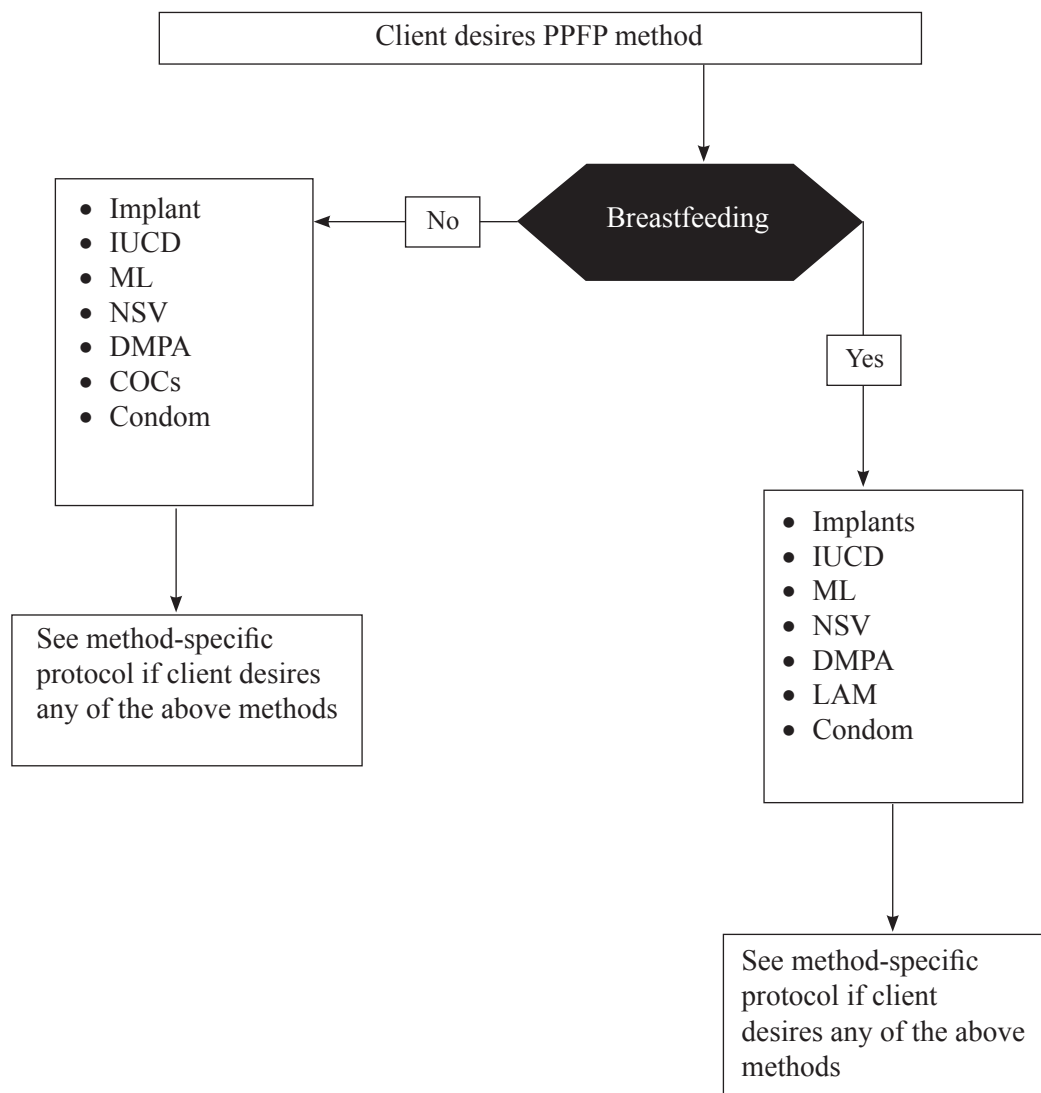 Client desires PPFP method
Breastfeeding
No
• Implant
• IUCD
• ML
• NSV
• DMPA
• COCs
• Condom
See method-specific
protocol if client desires
any of the above methods
Yes
• Implants
• IUCD
• ML
• NSV
• DMPA
• LAM
• Condom
See method-specific
protocol if client
desires any of the above
methods